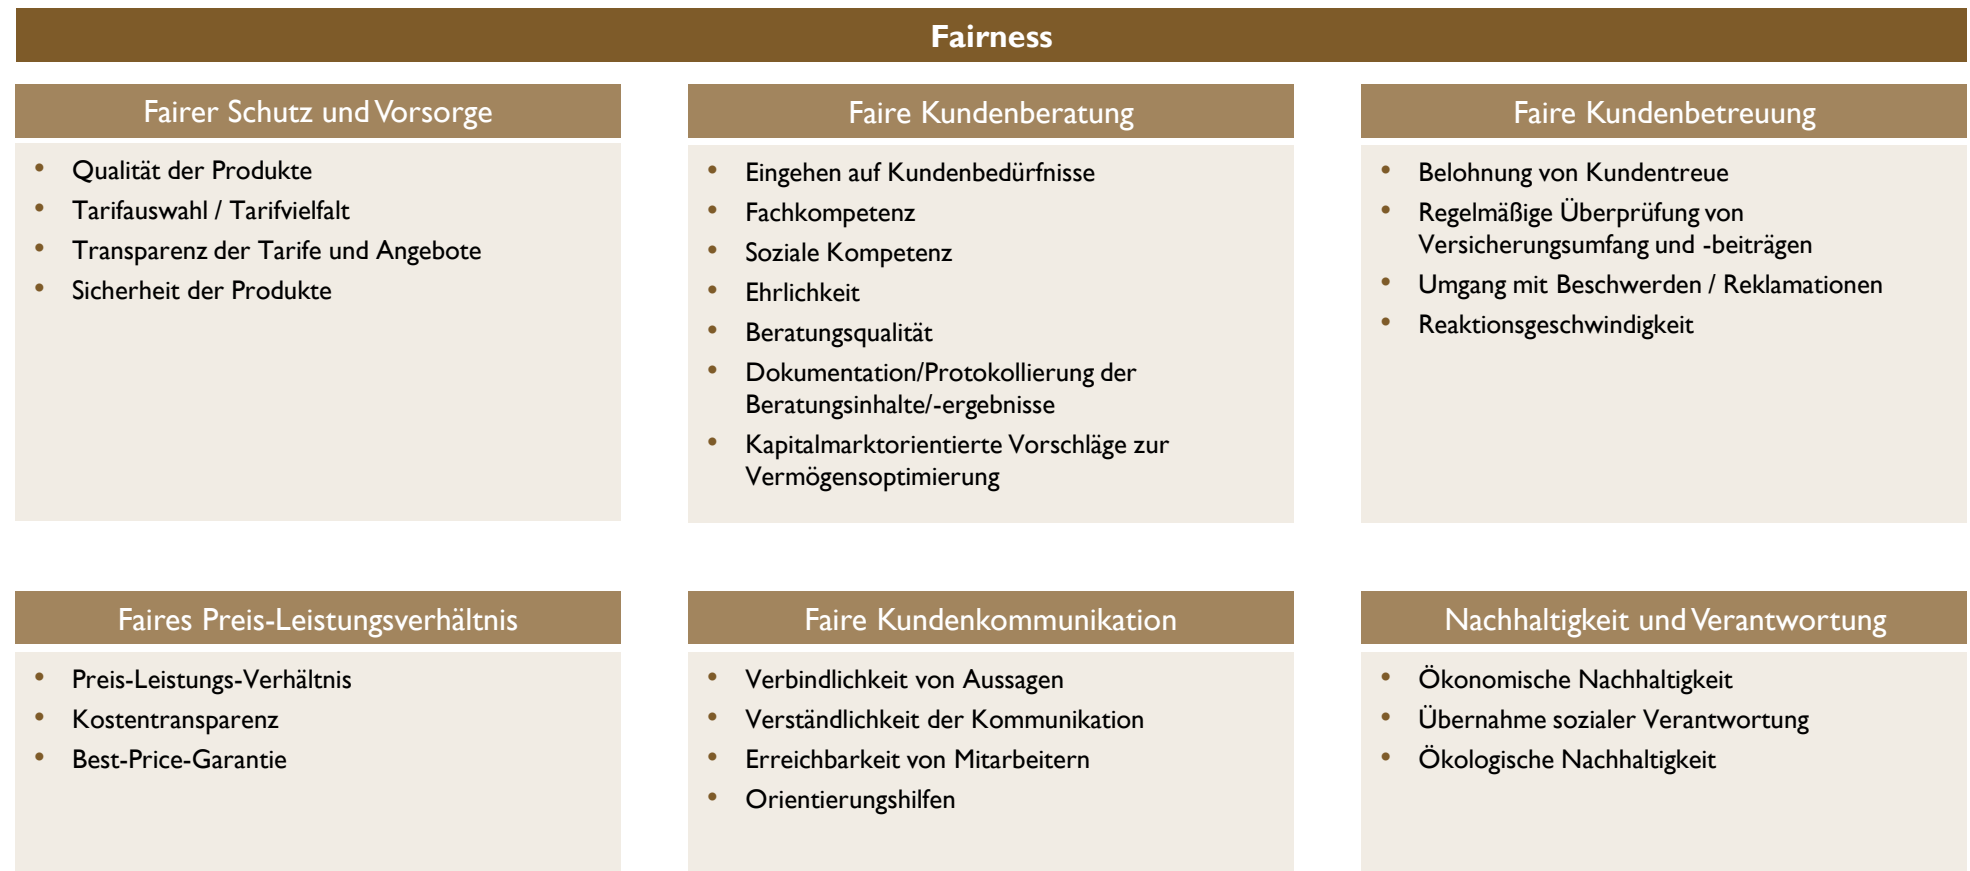 Fairness
Fairer Schutz und Vorsorge
• Qualität der Produkte
• Tarifauswahl / Tarifvielfalt
• Transparenz der Tarife und Angebote
• Sicherheit der Produkte
Faire Kundenberatung
• Eingehen auf Kundenbedürfnisse
• Fachkompetenz
• Soziale Kompetenz
• Ehrlichkeit
• Beratungsqualität
• Dokumentation/Protokollierung der
Beratungsinhalte/-ergebnisse
• Kapitalmarktorientierte Vorschläge zur
Vermögensoptimierung
Faire Kundenbetreuung
• Belohnung von Kundentreue
• Regelmäßige Überprüfung von
Versicherungsumfang und -beiträgen
• Umgang mit Beschwerden / Reklamationen
• Reaktionsgeschwindigkeit
Faires Preis-Leistungsverhältnis
• Preis-Leistungs-Verhältnis
• Kostentransparenz
• Best-Price-Garantie
Faire Kundenkommunikation
• Verbindlichkeit von Aussagen
• Verständlichkeit der Kommunikation
• Erreichbarkeit von Mitarbeitern
• Orientierungshilfen
Nachhaltigkeit und Verantwortung
• Ökonomische Nachhaltigkeit
• Übernahme sozialer Verantwortung
• Ökologische Nachhaltigkeit